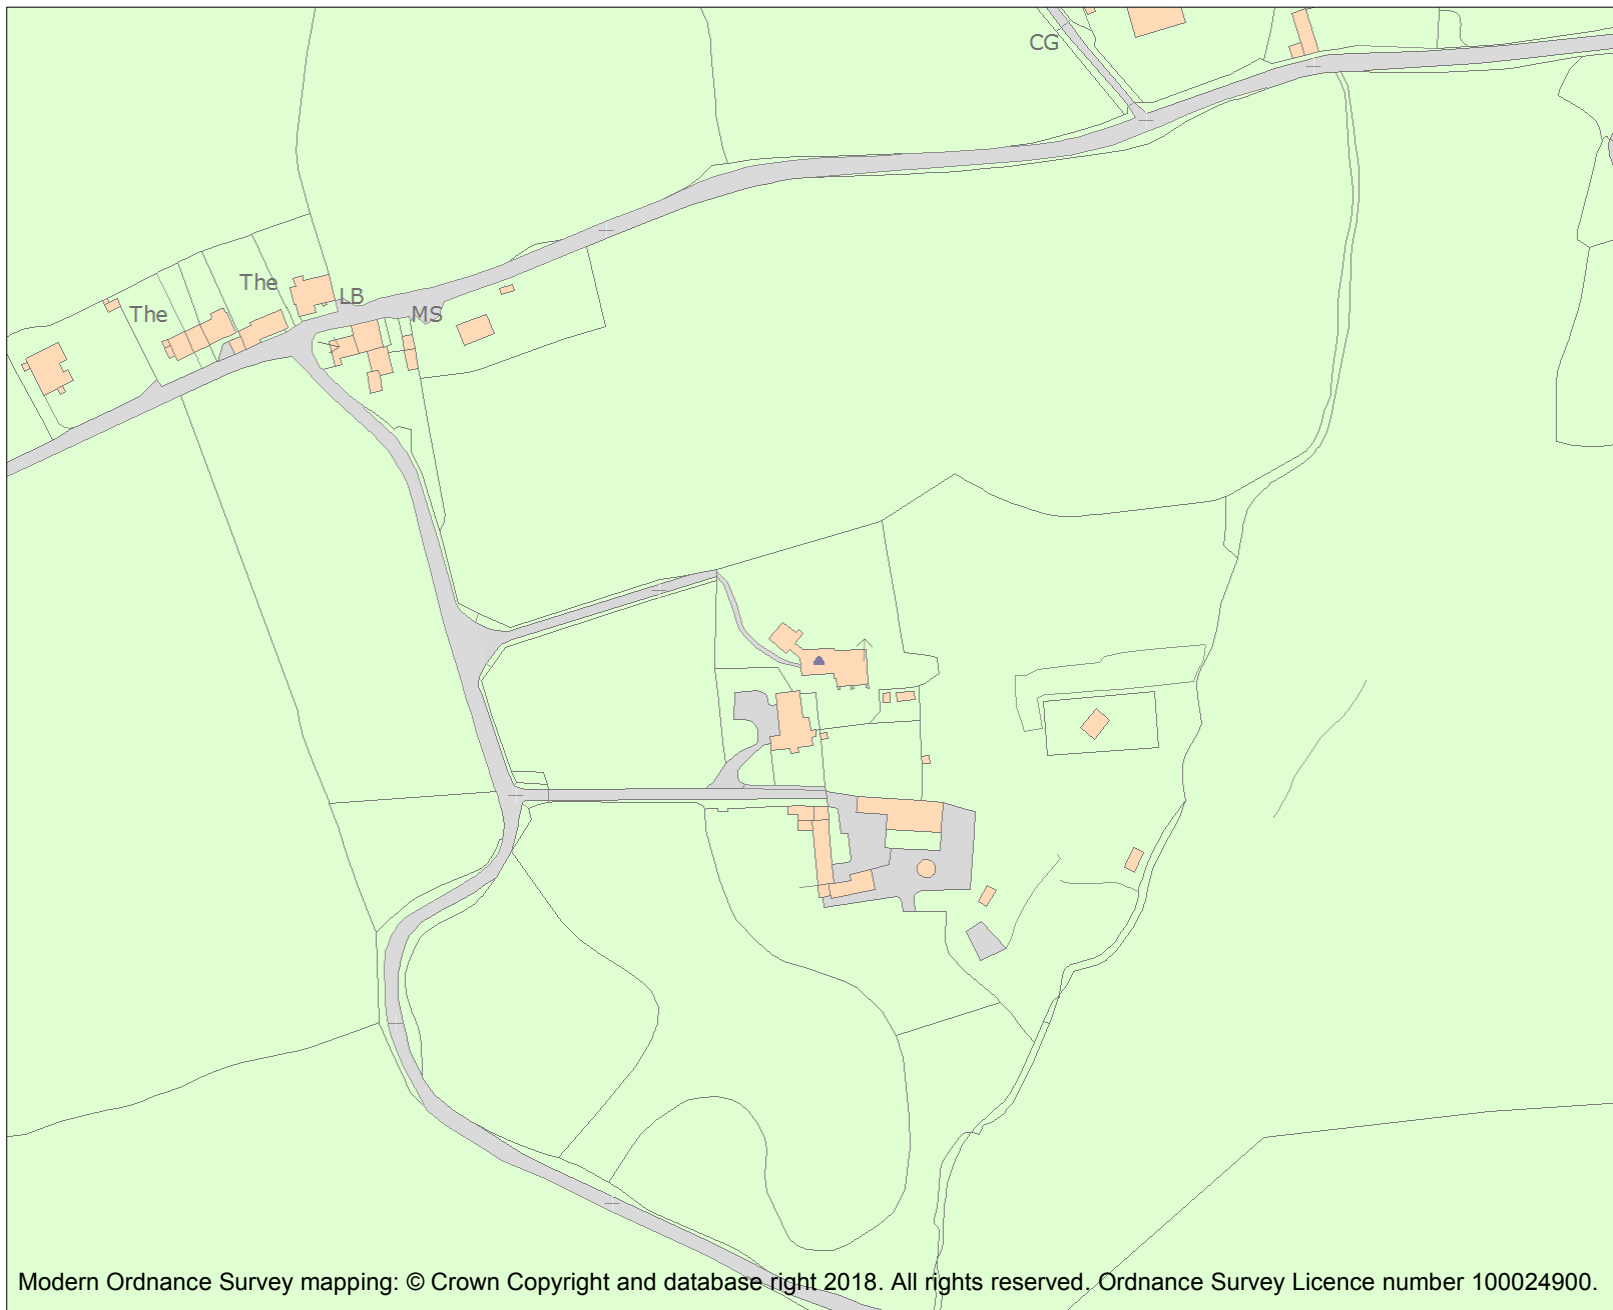 CG
The
LB
The
MS
Modern Ordnance Survey mapping: © Crown Copyright and database right 2018. All rights reserved. Ordnance Survey Licence number 100024900.